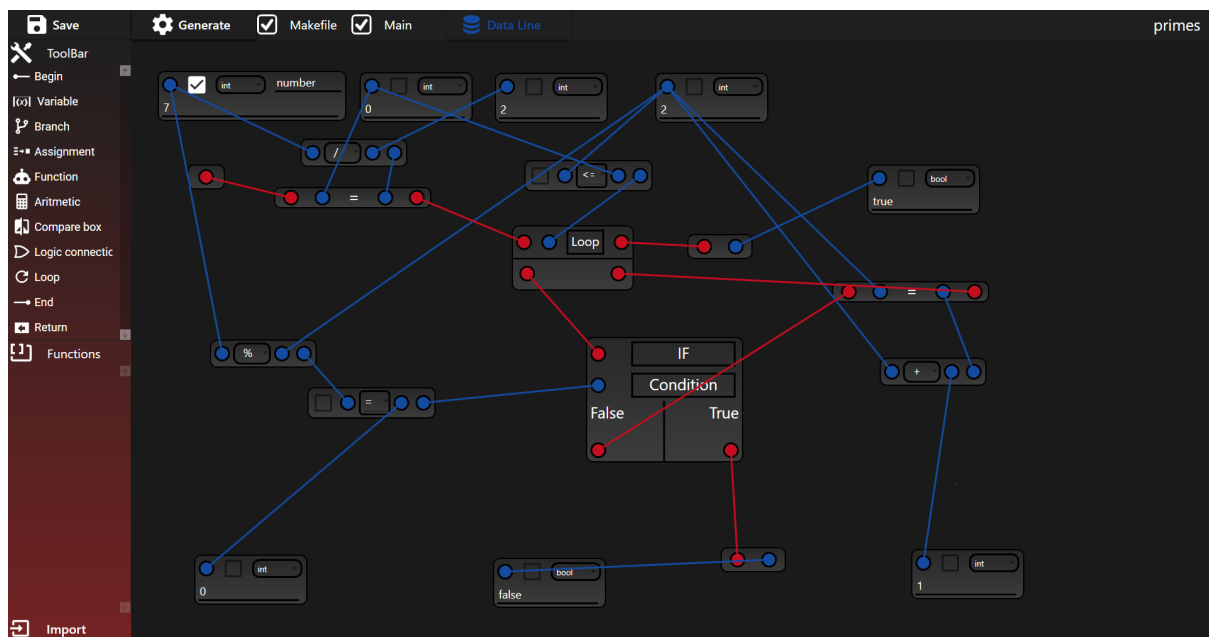 Save
Generate
Makefile
Main
Data Line
primes
ToolBar
Begin
|(x)| Variable
Branch
Assignment
Function
Aritmetic
Compare box
Logic connectic
Loop
End
Return
Functions
Import
int number
7
int
0
int
2
int
2
/
<=
bool
true
=
Loop
=
%
IF
Condition
False True
+
=
int
0
bool
false
int
1